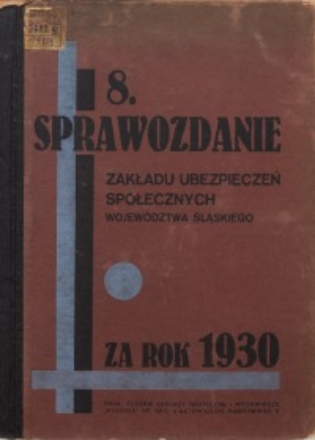 8.
SPRAWOZDANIE
ZAKŁADU UBEZPIECZEŃ
SPOŁECZNYCH
WOJEWÓDZTWA ŚLĄSKIEGO
ZA ROK 1930